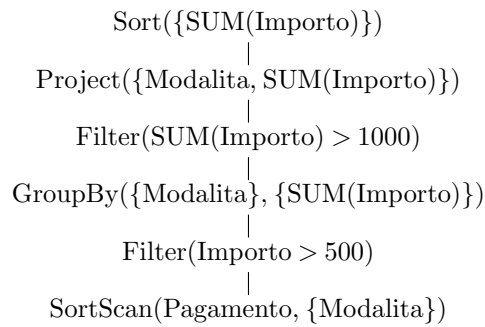 Sort({SUM(Importo)})
Project({Modalita, SUM(Importo)})
Filter(SUM(Importo) > 1000)
GroupBy({Modalita}, {SUM(Importo)})
Filter(Importo > 500)
SortScan(Pagamento, {Modalita})